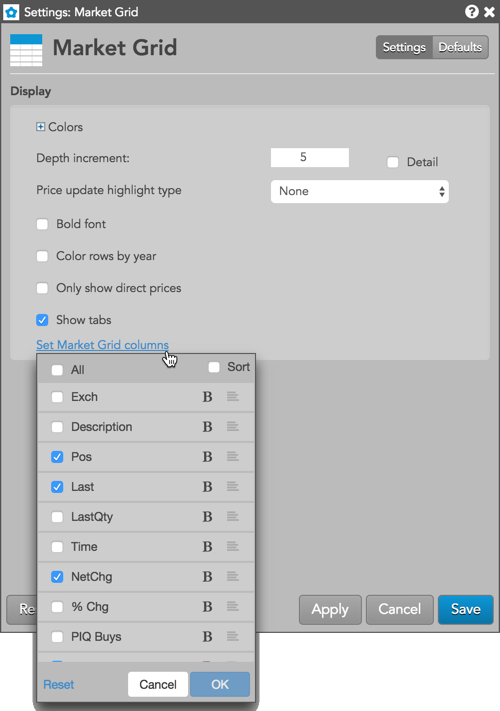 Settings: Market Grid
Market Grid
Settings Defaults
Display
Colors
Depth increment: 5 Detail
Price update highlight type None
Bold font
Color rows by year
Only show direct prices
Show tabs
Set Market Grid columns
All Sort
Exch B
Description B
Pos B
Last B
LastQty B
Time B
NetChg B
% Chg B
PIQ Buys B
Apply Cancel Save
Reset Cancel OK